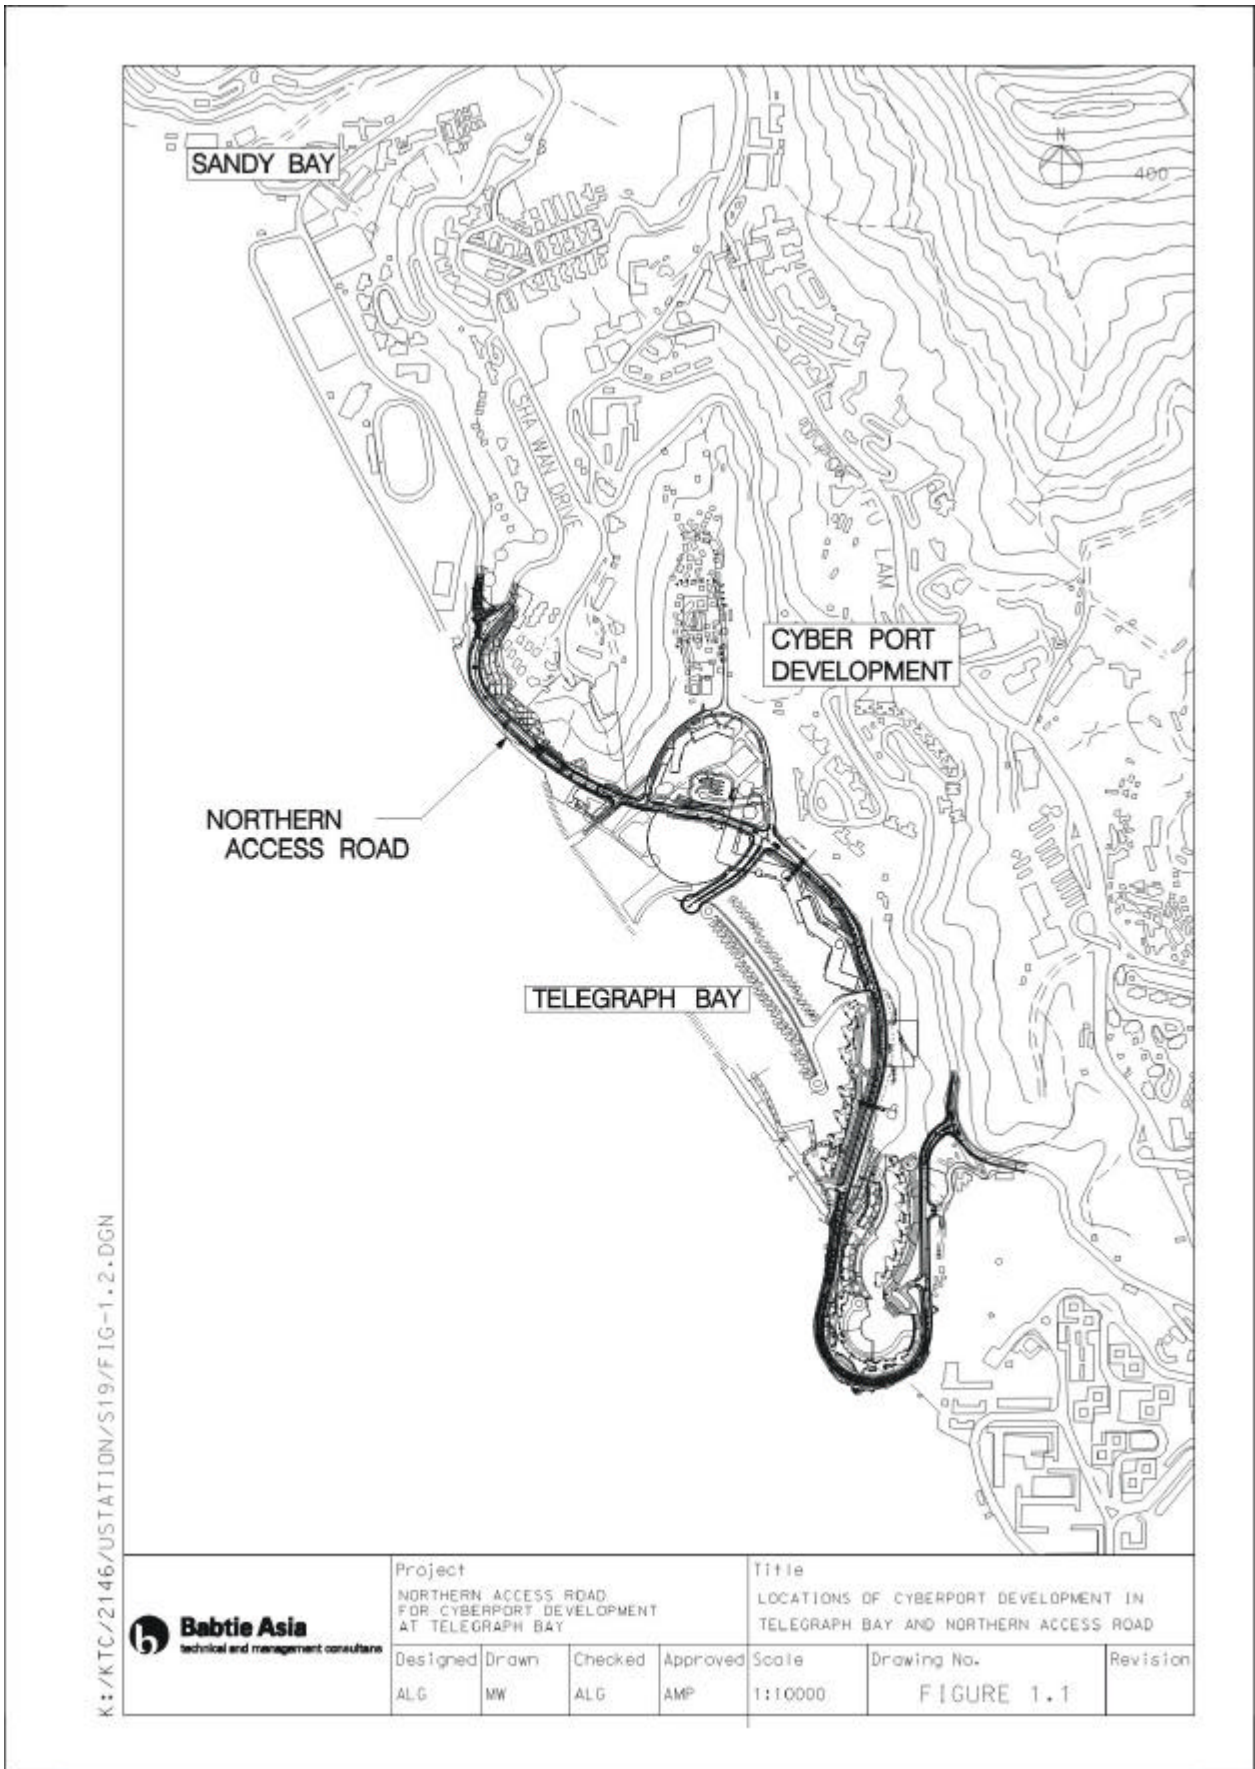 SANDY BAY
N
400
SHA WAN DRIVE
FU LAM
CYBER PORT
DEVELOPMENT
NORTHERN
ACCESS ROAD
TELEGRAPH BAY
K:/KTC/2146/USTATION/S19/FIG-1.2.DGN
b Babtie Asia
technical and management consultants
Project
NORTHERN ACCESS ROAD
FOR CYBERPORT DEVELOPMENT
AT TELEGRAPH BAY
Title
LOCATIONS OF CYBERPORT DEVELOPMENT IN
TELEGRAPH BAY AND NORTHERN ACCESS ROAD
Designed Drawn Checked Approved Scale Drawing No. Revision
ALG MW ALG AMP 1:10000 FIGURE 1.1